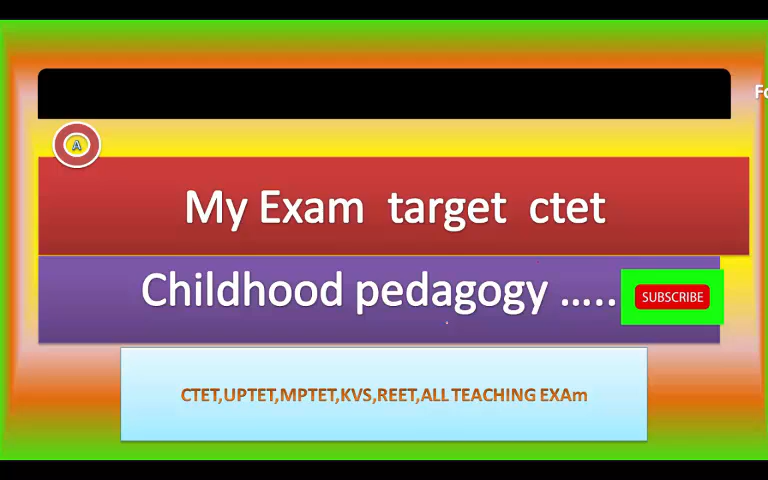 A
My Exam target ctet
Childhood pedagogy .....
SUBSCRIBE
CTET,UPTET,MPTET,KVS,REET,ALL TEACHING EXAm